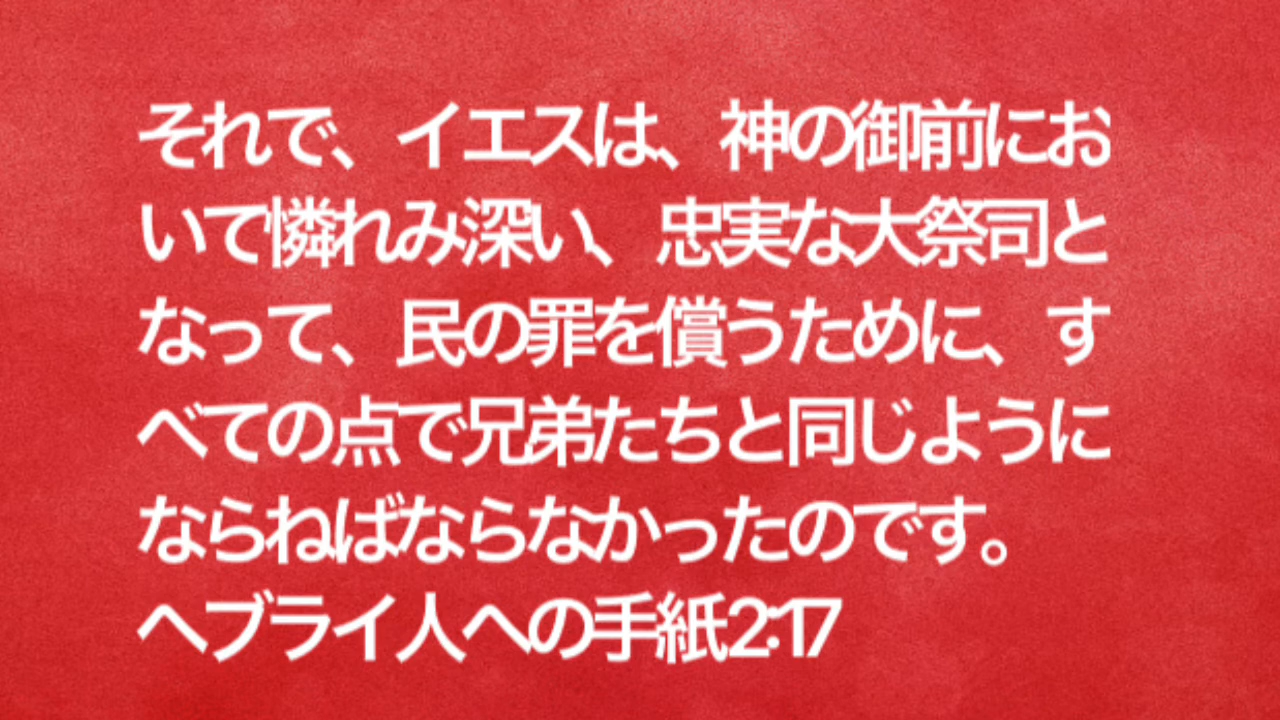 それで、イエスは、神の御前にお
いて憐れみ深い、忠実な大祭司と
なって、民の罪を償うために、す
べての点で兄弟たちと同じように
ならねばならなかったのです。
ヘブライ人への手紙2:17